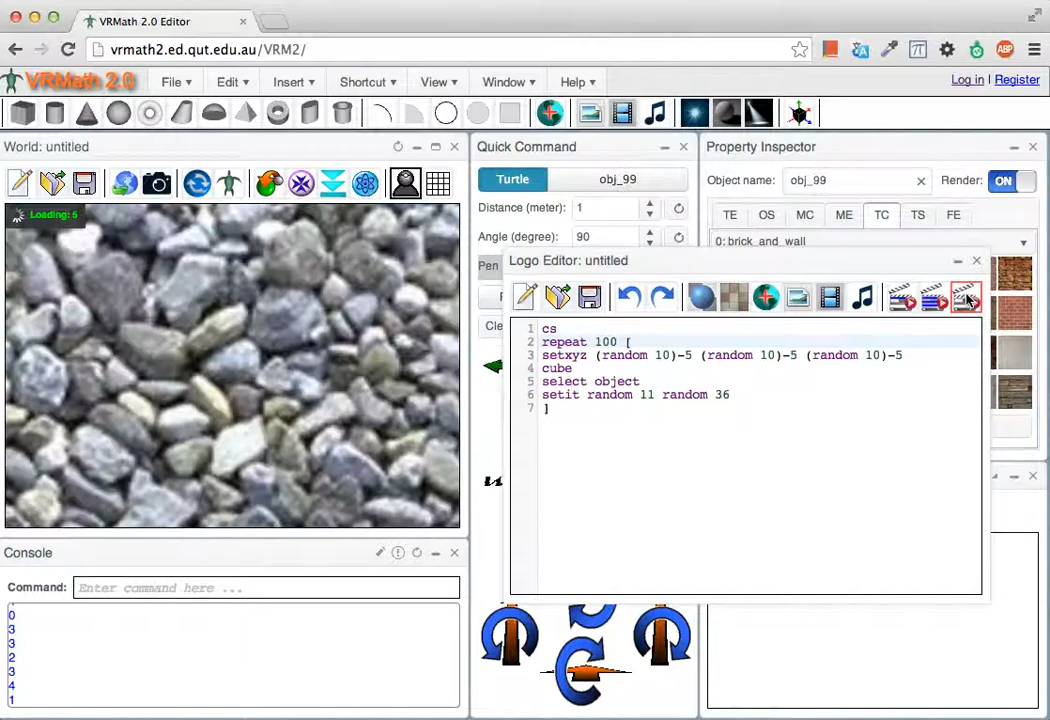 VRMath 2.0 Editor
vrmath2.ed.qut.edu.au/VRM2/
VRMath 2.0
File
Edit
Insert
Shortcut
View
Window
Help
Log in | Register
World: untitled
Loading: 5
Quick Command
Turtle
obj_99
Distance (meter):
1
Angle (degree):
90
Pen
Property Inspector
Object name:
obj_99
Render:
ON
TE
OS
MC
ME
TC
TS
FE
0: brick_and_wall
Logo Editor: untitled
1 cs
2 repeat 100 [
3 setxyz (random 10)-5 (random 10)-5 (random 10)-5
4 cube
5 select object
6 setit random 11 random 36
7 ]
Console
Command:
Enter command here ...
0
3
3
2
3
4
1